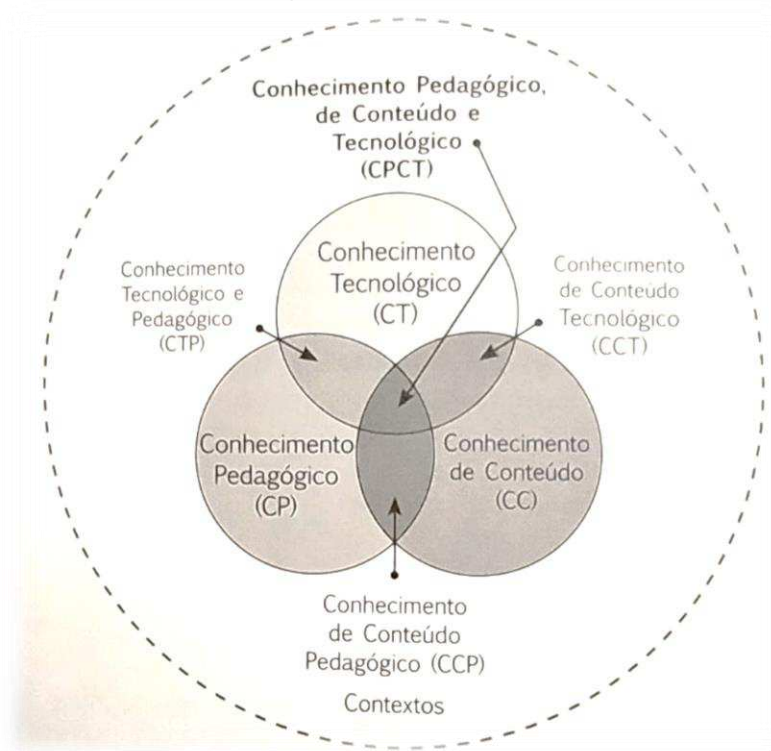 Conhecimento Pedagógico,
de Conteúdo e
Tecnológico
(CPCT)
Conhecimento
Tecnológico
(CT)
Conhecimento
Tecnológico e
Pedagógico
(CTP)
Conhecimento
de Conteúdo
Tecnológico
(CCT)
Conhecimento
Pedagógico
(CP)
Conhecimento
de Conteúdo
(CC)
Conhecimento
de Conteúdo
Pedagógico (CCP)
Contextos